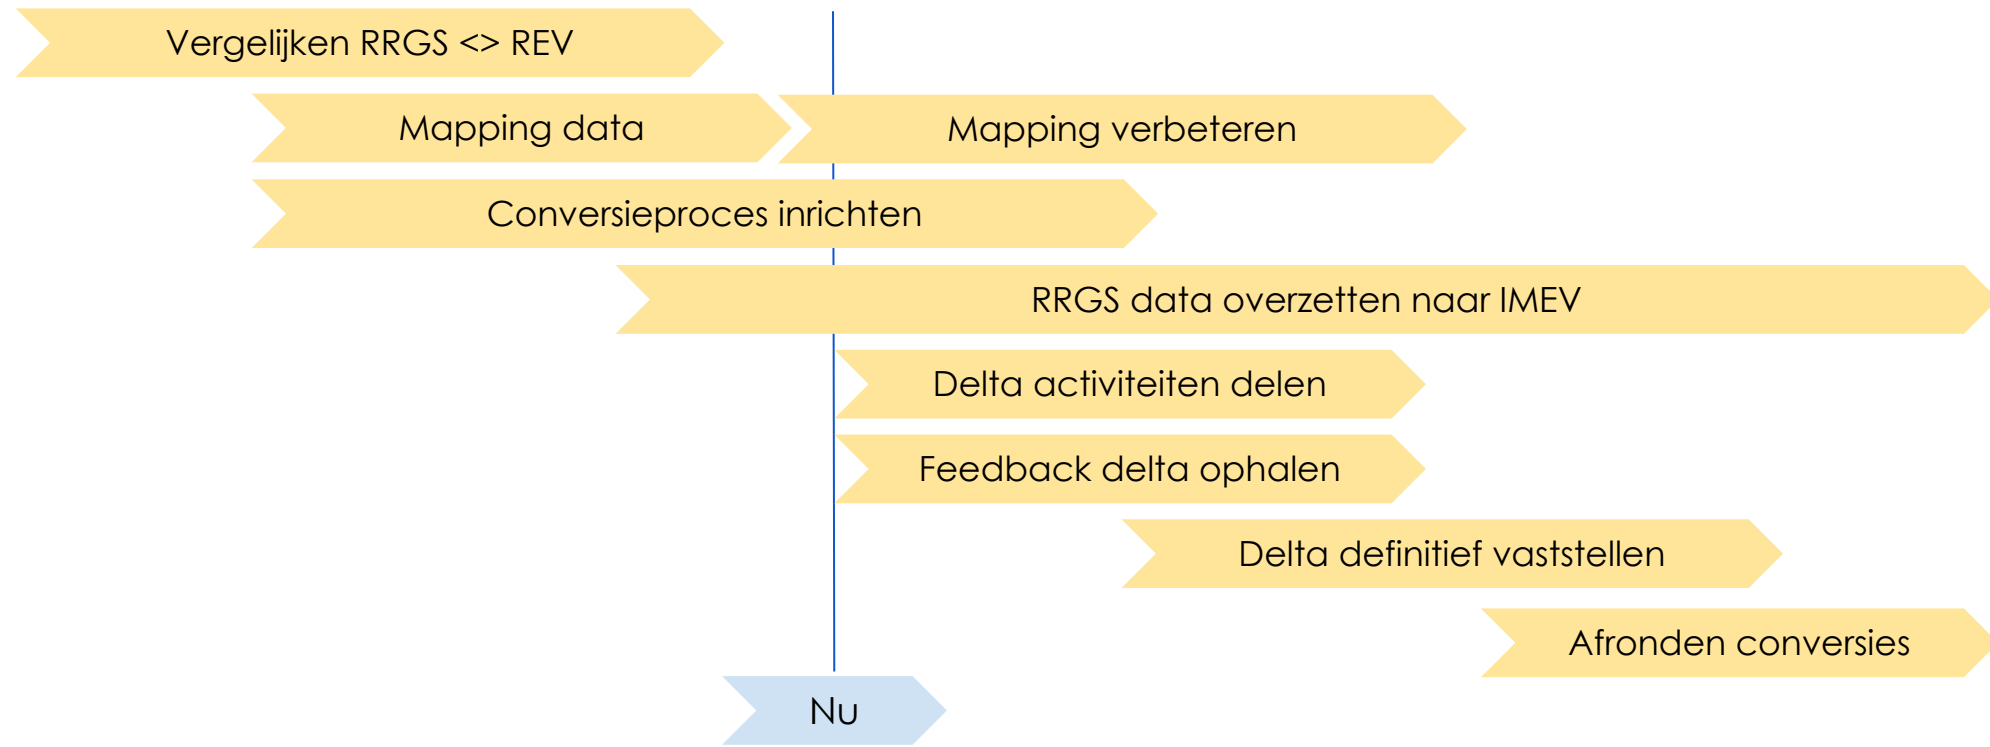 Vergelijken RRGS <> REV
Mapping data
Mapping verbeteren
Conversieproces inrichten
RRGS data overzetten naar IMEV
Delta activiteiten delen
Feedback delta ophalen
Delta definitief vaststellen
Afronden conversies
Nu